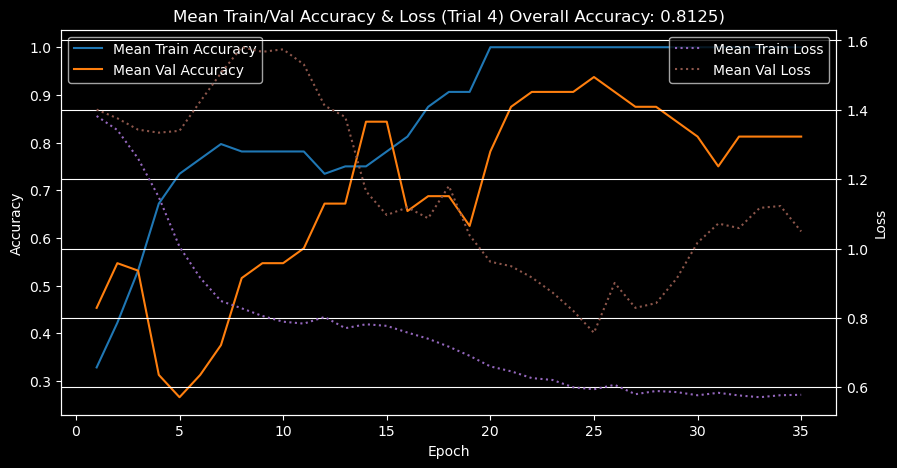 Mean Train/Val Accuracy & Loss (Trial 4) Overall Accuracy: 0.8125)
Mean Train Accuracy
Mean Val Accuracy
Mean Train Loss
Mean Val Loss
Accuracy
1.0
0.9
0.8
0.7
0.6
0.5
0.4
0.3
1.6
1.4
1.2
1.0
0.8
0.6
Loss
0 5 10 15 20 25 30 35
Epoch